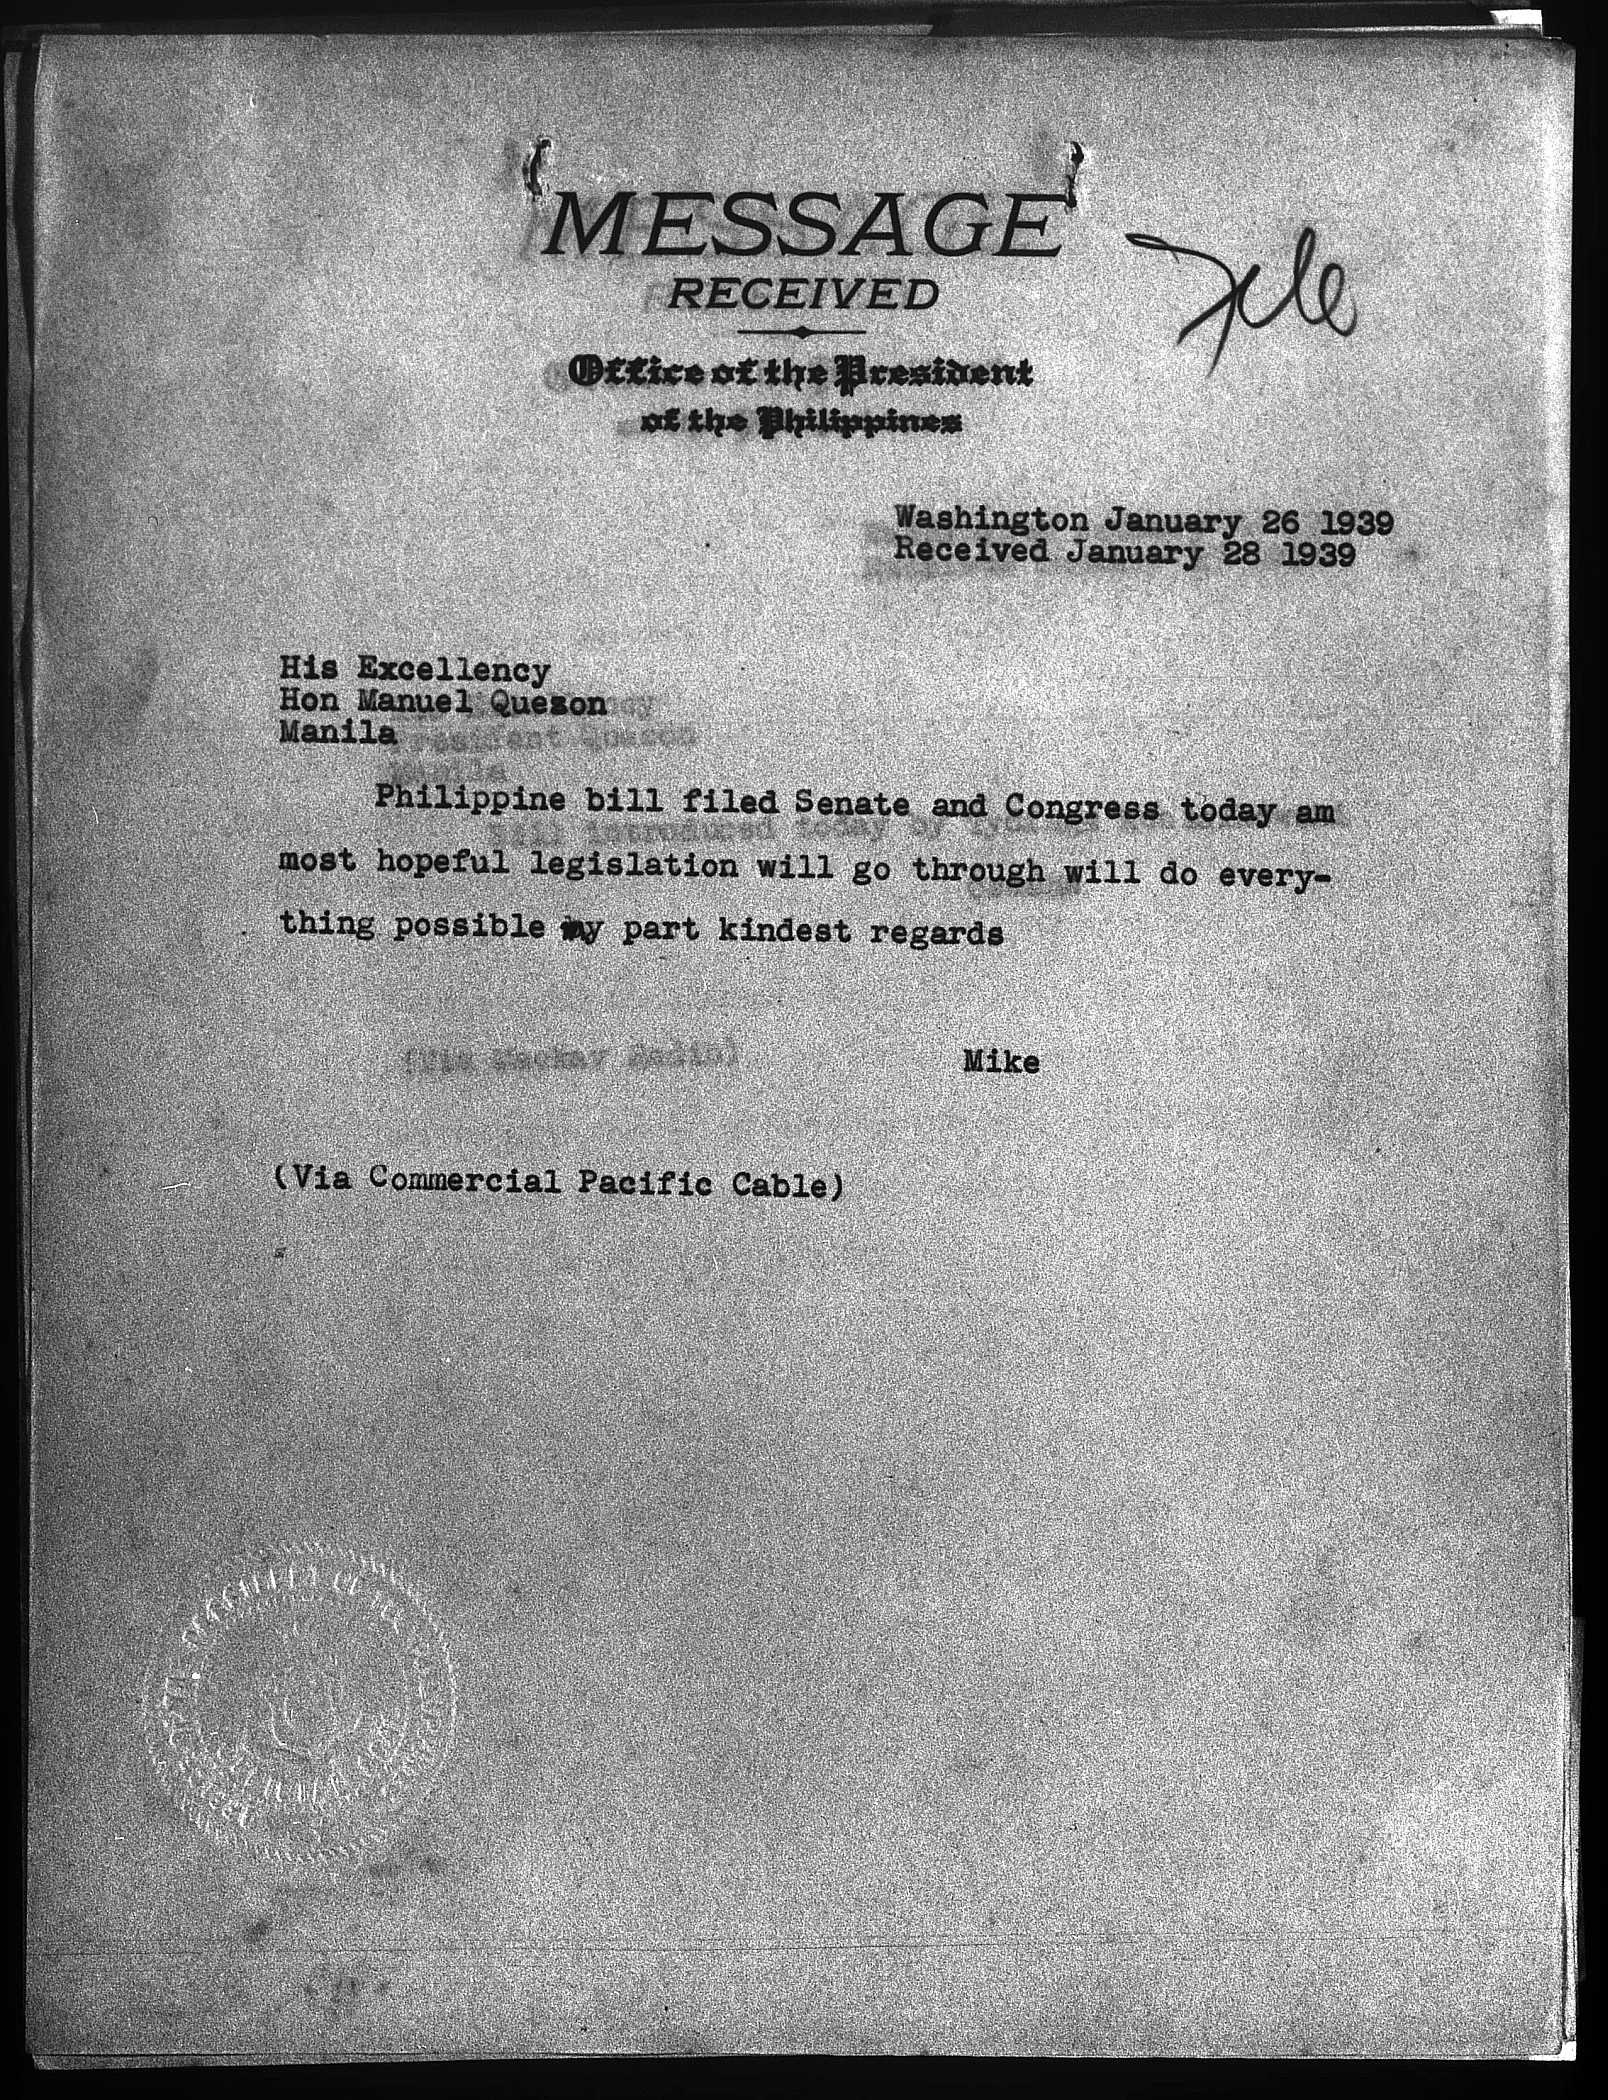 MESSAGE
RECEIVED
File
Office of the President
of the Philippines
Washington January 26 1939
Received January 28 1939
His Excellency
Hon Manuel Quezon
Manila
Philippine bill filed Senate and Congress today am
most hopeful legislation will go through will do every-
thing possible my part kindest regards
Mike
(Via Commercial Pacific Cable)